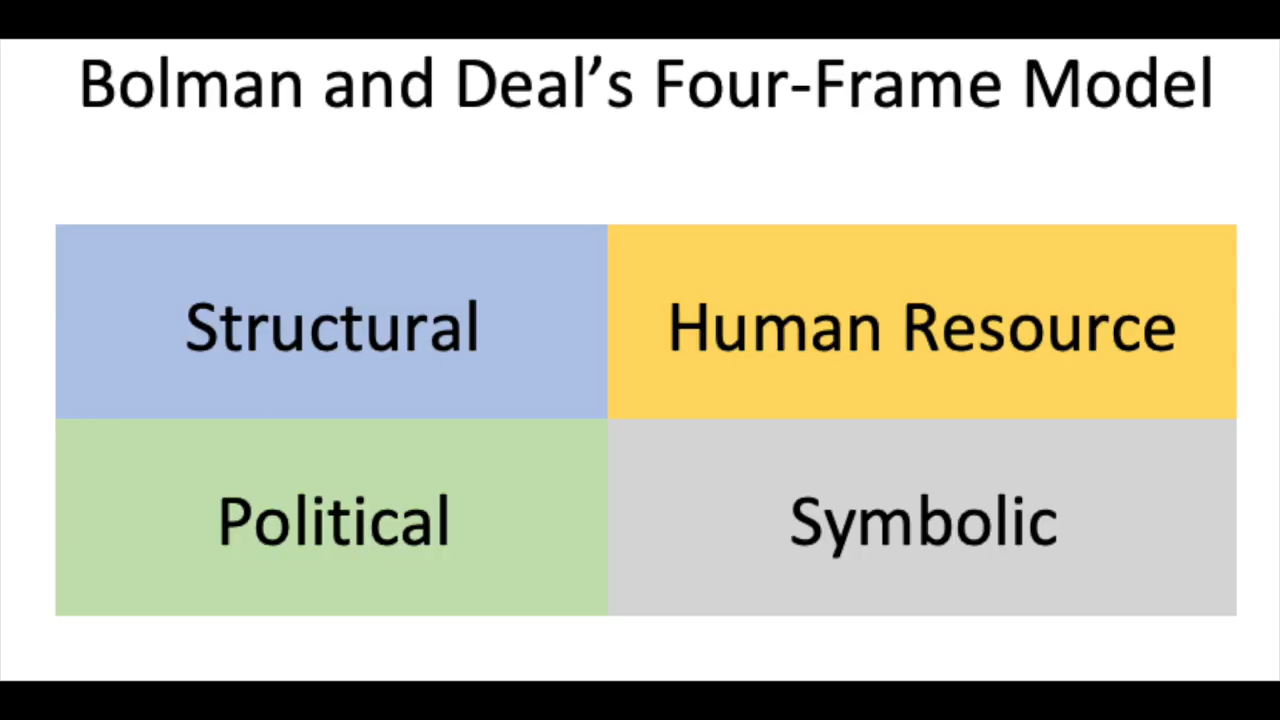 Bolman and Deal’s Four-Frame Model
Structural
Human Resource
Political
Symbolic